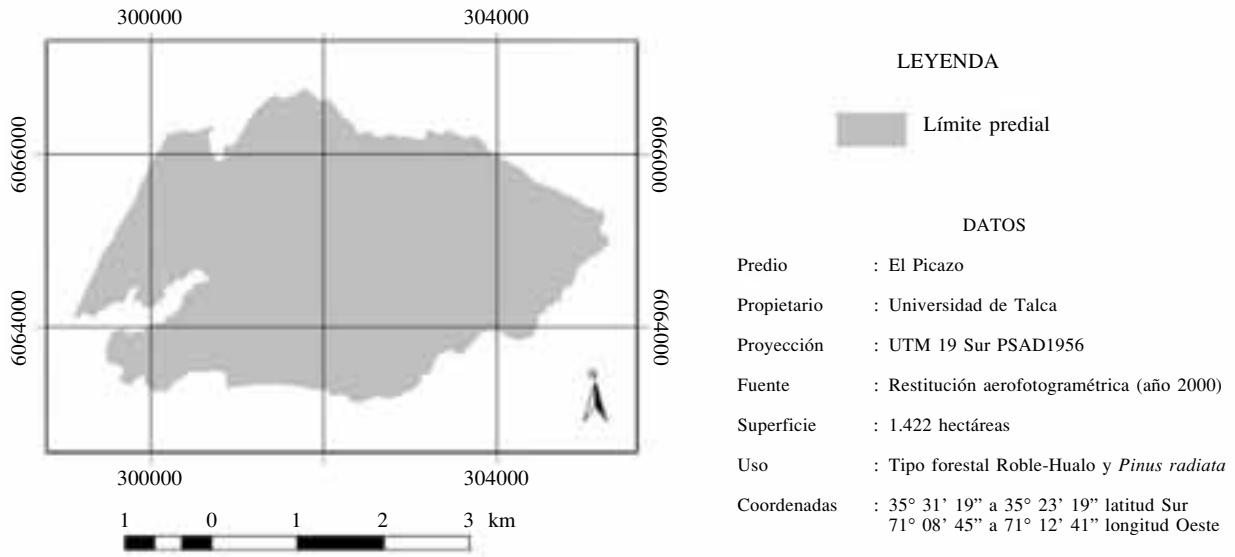 300000 304000
6066000 6066000
6064000 6064000
300000 304000
1 0 1 2 3 km
LEYENDA
Límite predial
DATOS
Predio : El Picazo
Propietario : Universidad de Talca
Proyección : UTM 19 Sur PSAD1956
Fuente : Restitución aerofotogramétrica (año 2000)
Superficie : 1.422 hectáreas
Uso : Tipo forestal Roble-Hualo y Pinus radiata
Coordenadas : 35° 31’ 19” a 35° 23’ 19” latitud Sur
71° 08’ 45” a 71° 12’ 41” longitud Oeste